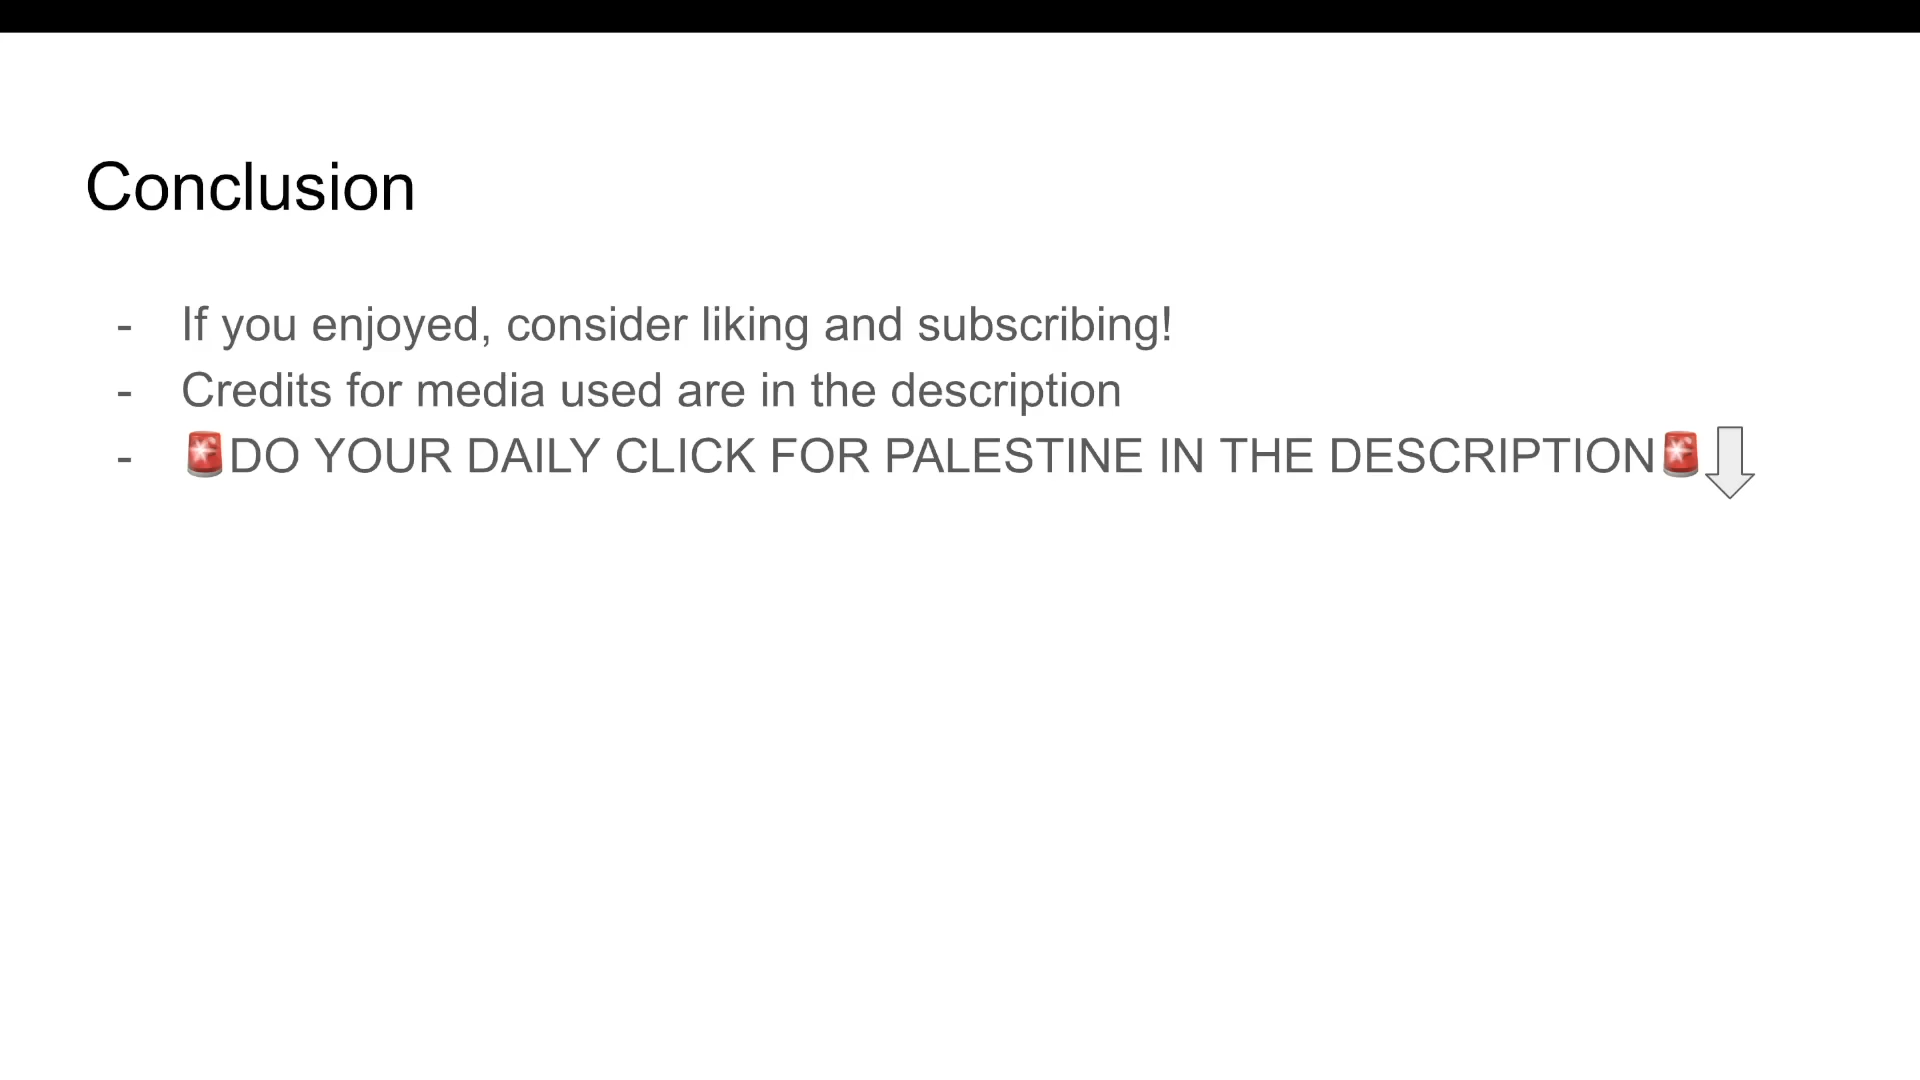 Conclusion
- If you enjoyed, consider liking and subscribing!
- Credits for media used are in the description
- 🚨DO YOUR DAILY CLICK FOR PALESTINE IN THE DESCRIPTION🚨